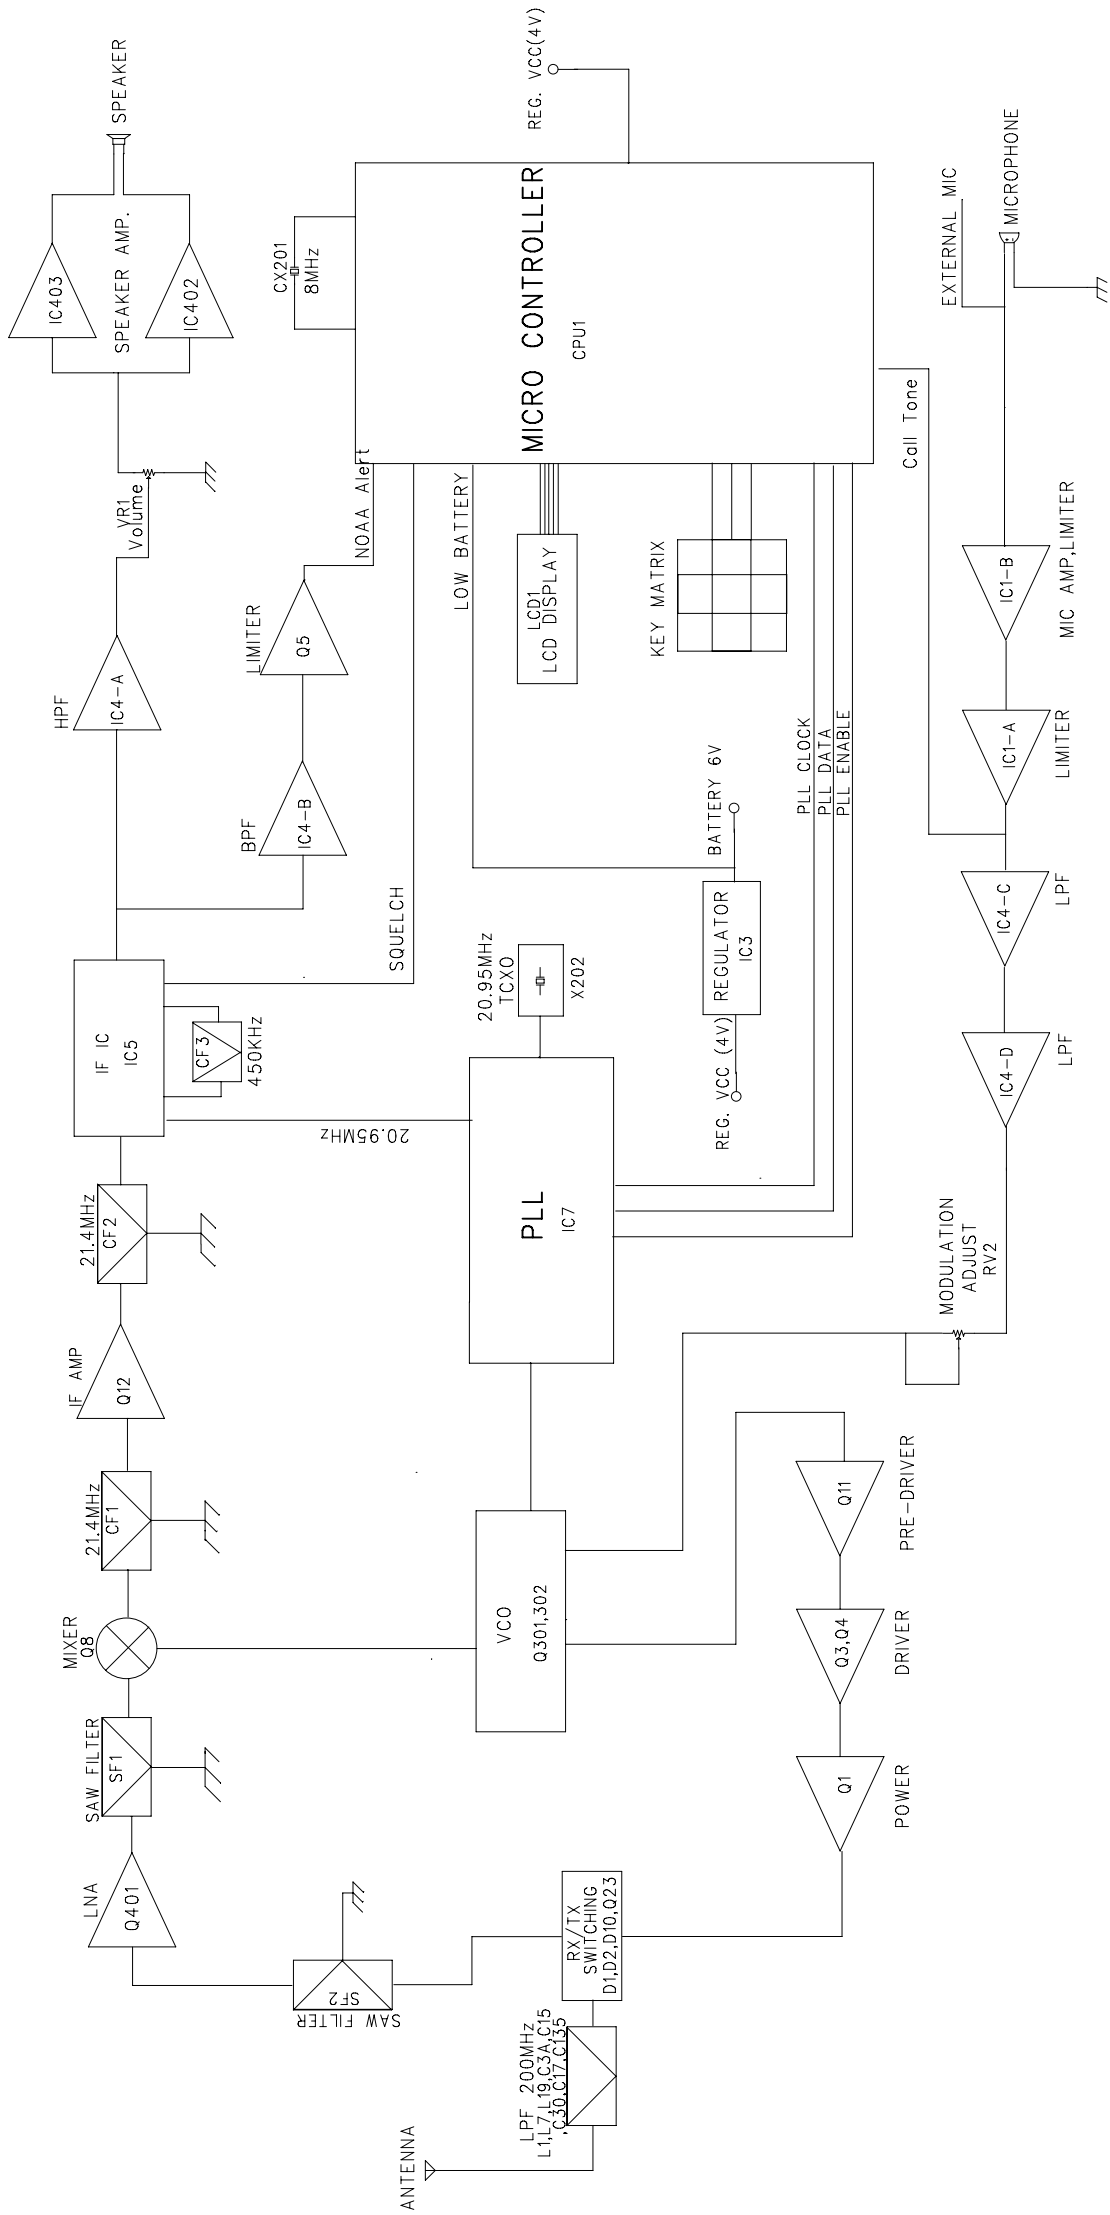 ANTENNA
LPF 200MHz
L1,L7,L19,C3A,C15
,C30,C17,C135
RX/TX
SWITCHING
D1,D2,D10,Q23
SAW FILTER
SF2
LNA
Q401
SAW FILTER
SF1
MIXER
Q8
21.4MHz
CF1
IF AMP
Q12
21.4MHz
CF2
IF IC
IC5
CF3
450KHz
20.95MHz
SQUELCH
HPF
IC4-A
BPF
IC4-B
LIMITER
Q5
NOAA Alert
VR1
Volume
IC403
SPEAKER AMP.
IC402
SPEAKER
CX201
8MHz
MICRO CONTROLLER
CPU1
REG. VCC(4V)
LOW BATTERY
LCD1
LCD DISPLAY
KEY MATRIX
PLL CLOCK
PLL DATA
PLL ENABLE
BATTERY 6V
REGULATOR
IC3
REG. VCC (4V)
20.95MHz
TCXO
X202
PLL
IC7
VCO
Q301,302
Q11
PRE-DRIVER
Q3,Q4
DRIVER
Q1
POWER
MODULATION
ADJUST
RV2
IC4-D
LPF
IC4-C
LPF
IC1-A
LIMITER
IC1-B
MIC AMP,LIMITER
Call Tone
EXTERNAL MIC
MICROPHONE